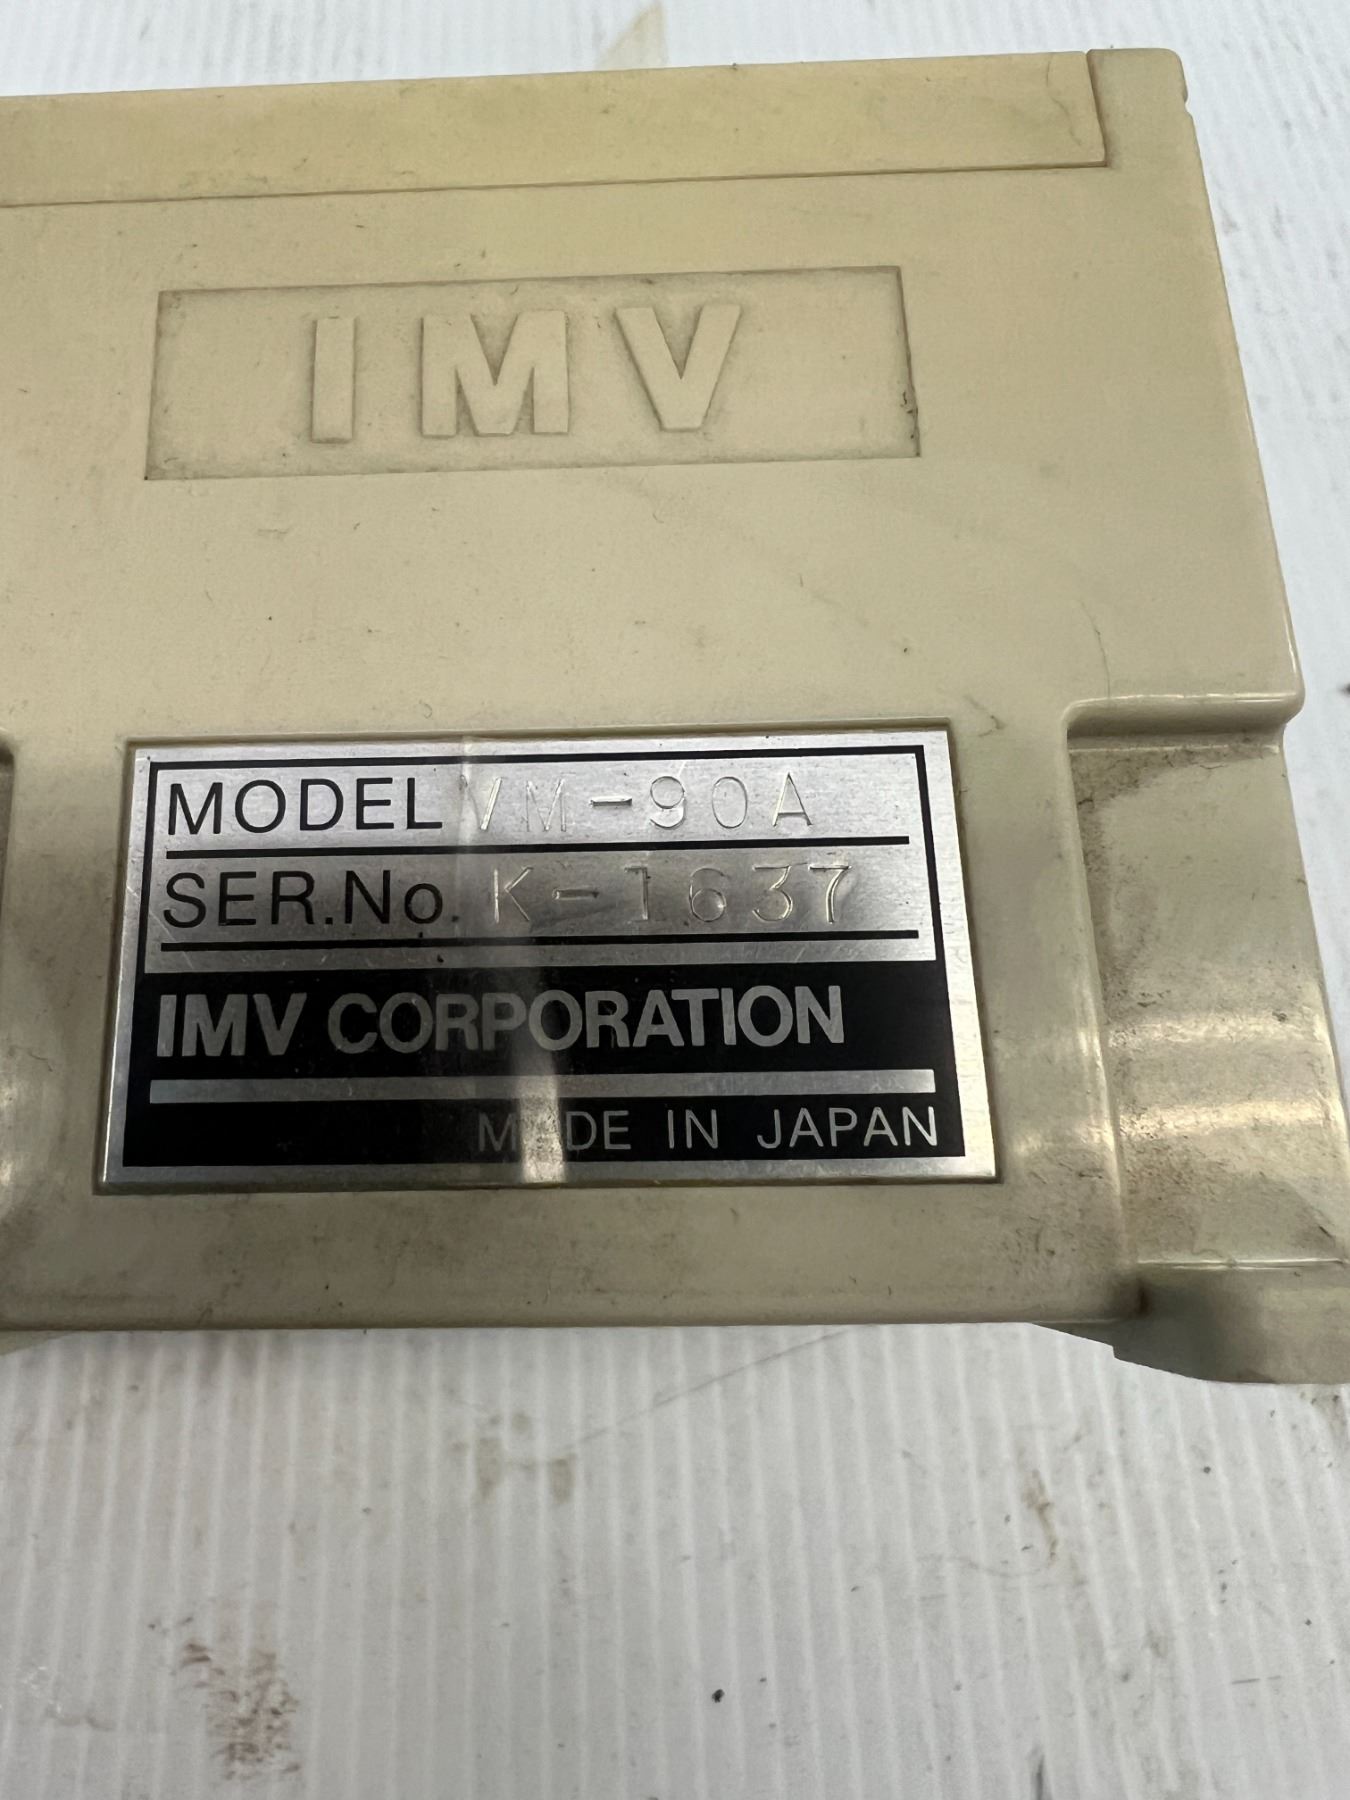 IMV
MODEL VM-90A
SER.No. K-1637
IMV CORPORATION
MADE IN JAPAN